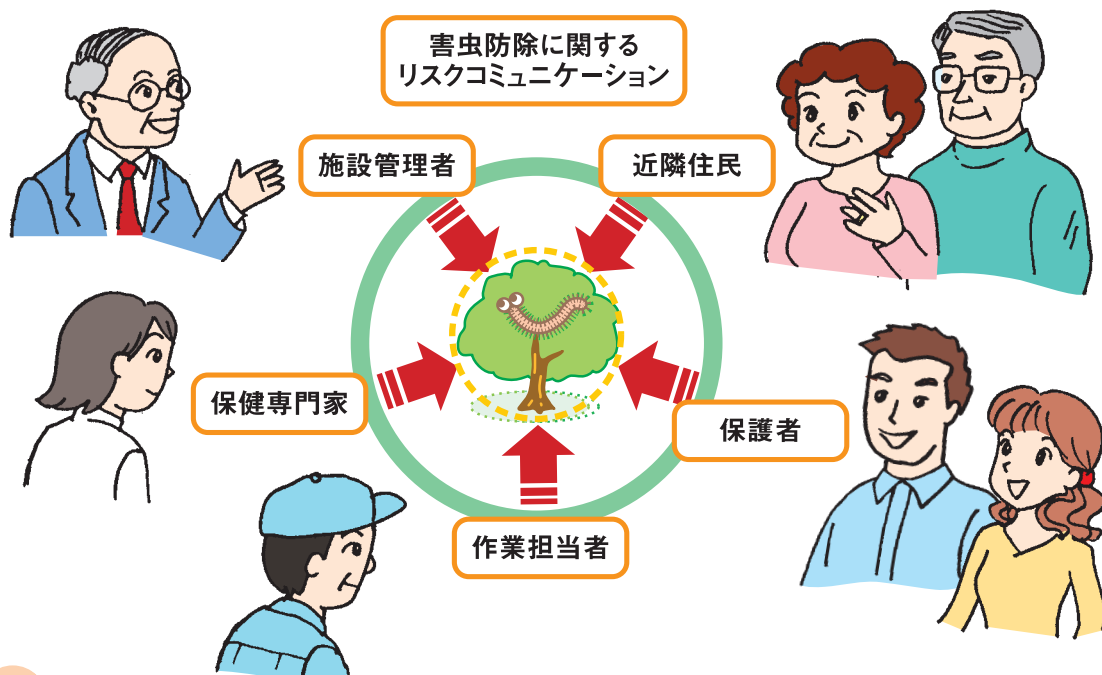 害虫防除に関する
リスクコミュニケーション
施設管理者
近隣住民
保健専門家
保護者
作業担当者